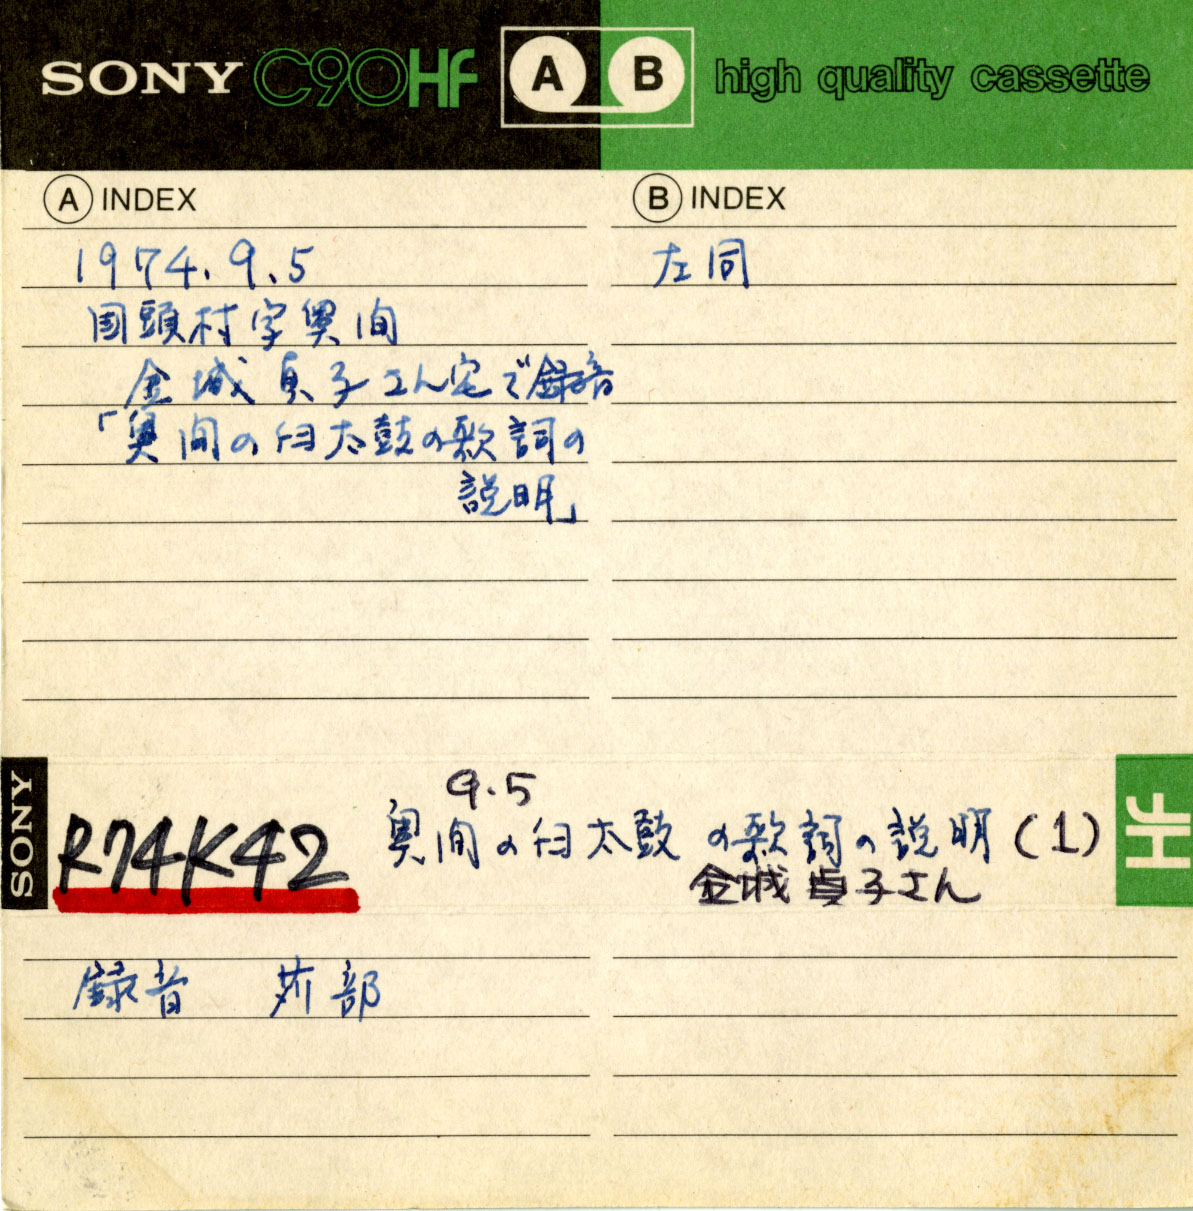 SONY C90HF A B high quality cassette
A INDEX
1974.9.5
国頭村字奥間
金城貞子さん宅で録音
「奥間の臼太鼓の歌詞の
説明」
B INDEX
左同
SONY
R74K42
9.5
奥間の臼太鼓の歌詞の説明(1)
金城貞子さん
HF
録音 苅部